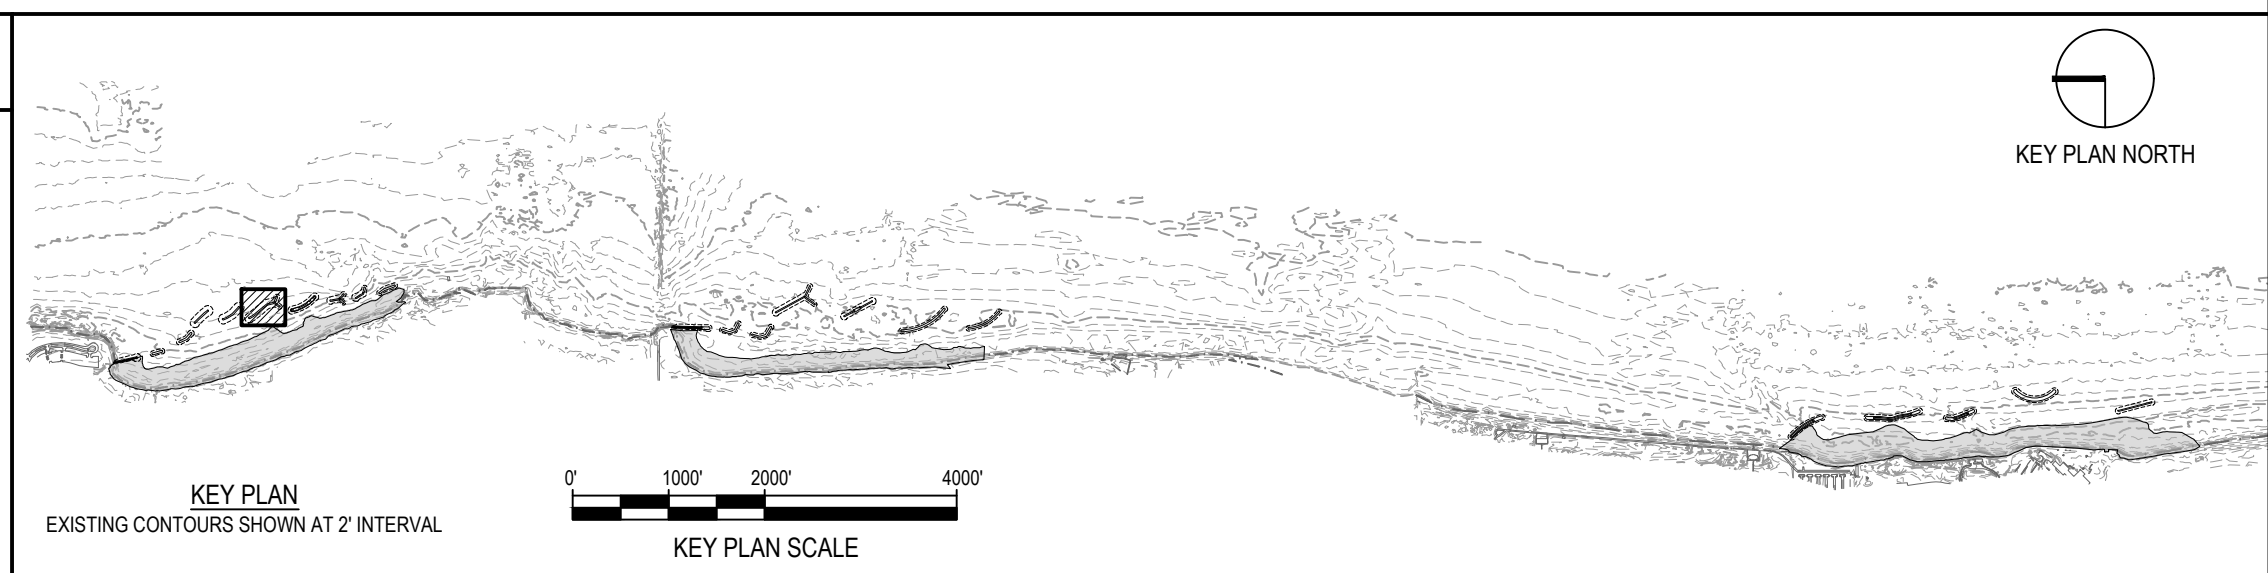 KEY PLAN NORTH
KEY PLAN
EXISTING CONTOURS SHOWN AT 2' INTERVAL
0' 1000' 2000' 4000'
KEY PLAN SCALE